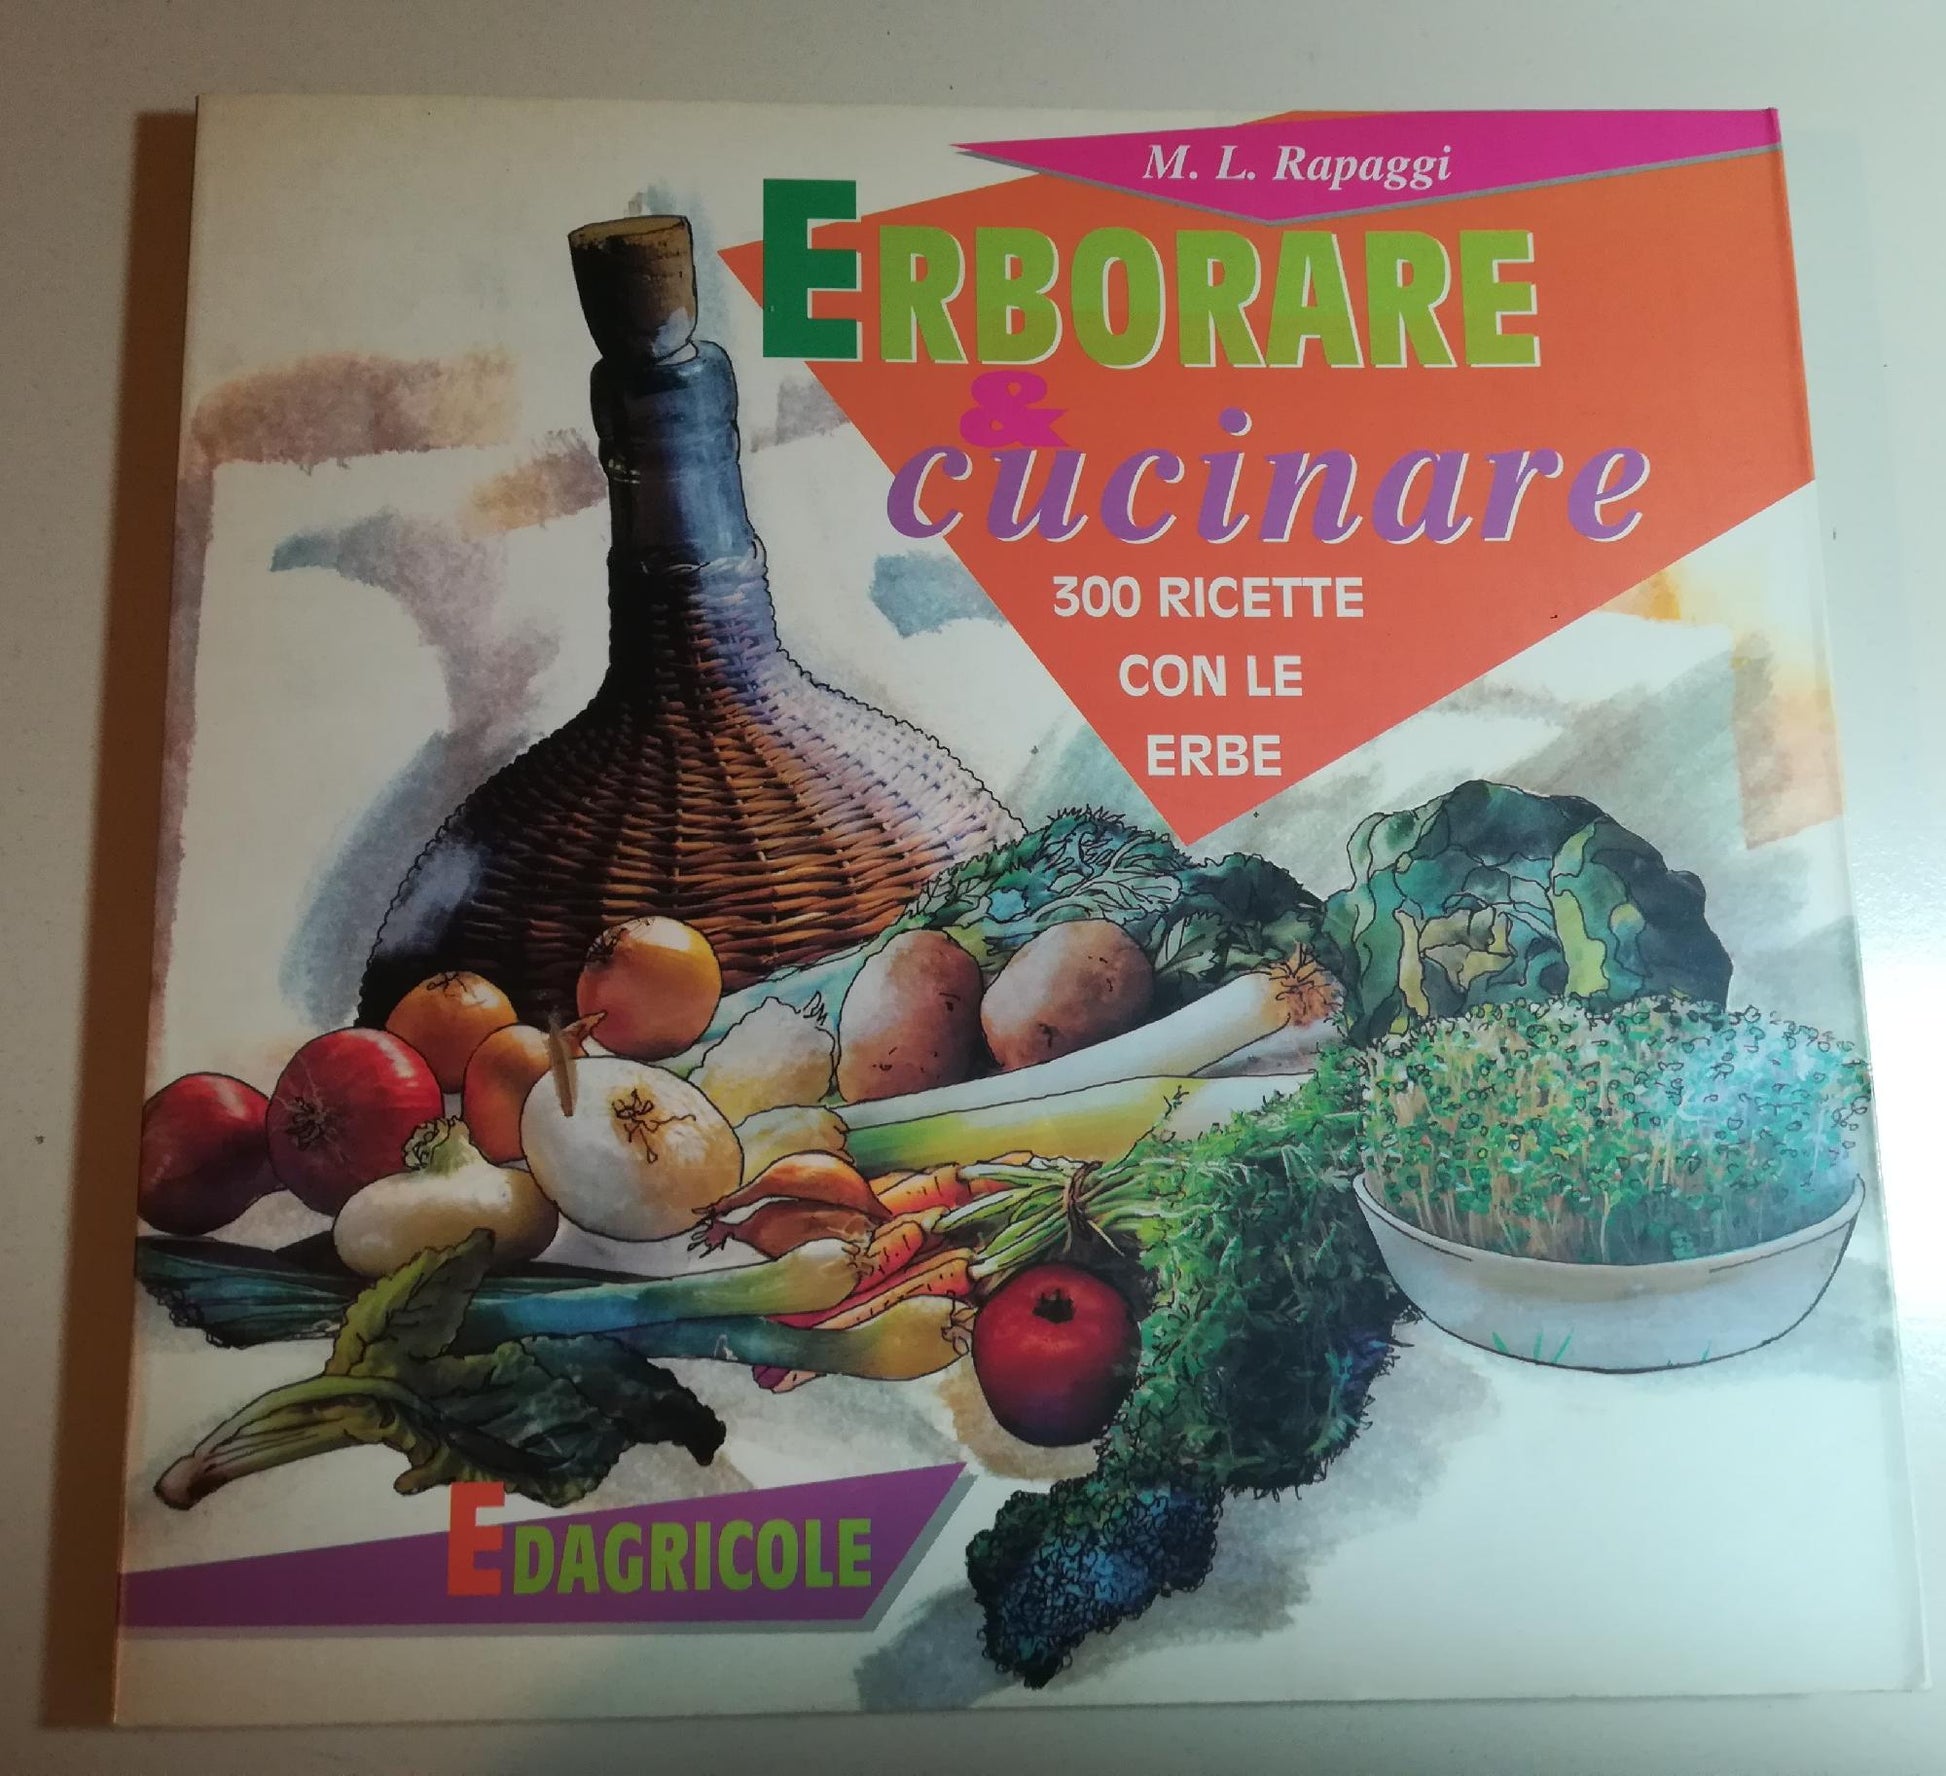 M. L. Rapaggi
ERBORARE
&
cucinare
300 RICETTE
CON LE
ERBE
EDAGRICOLE